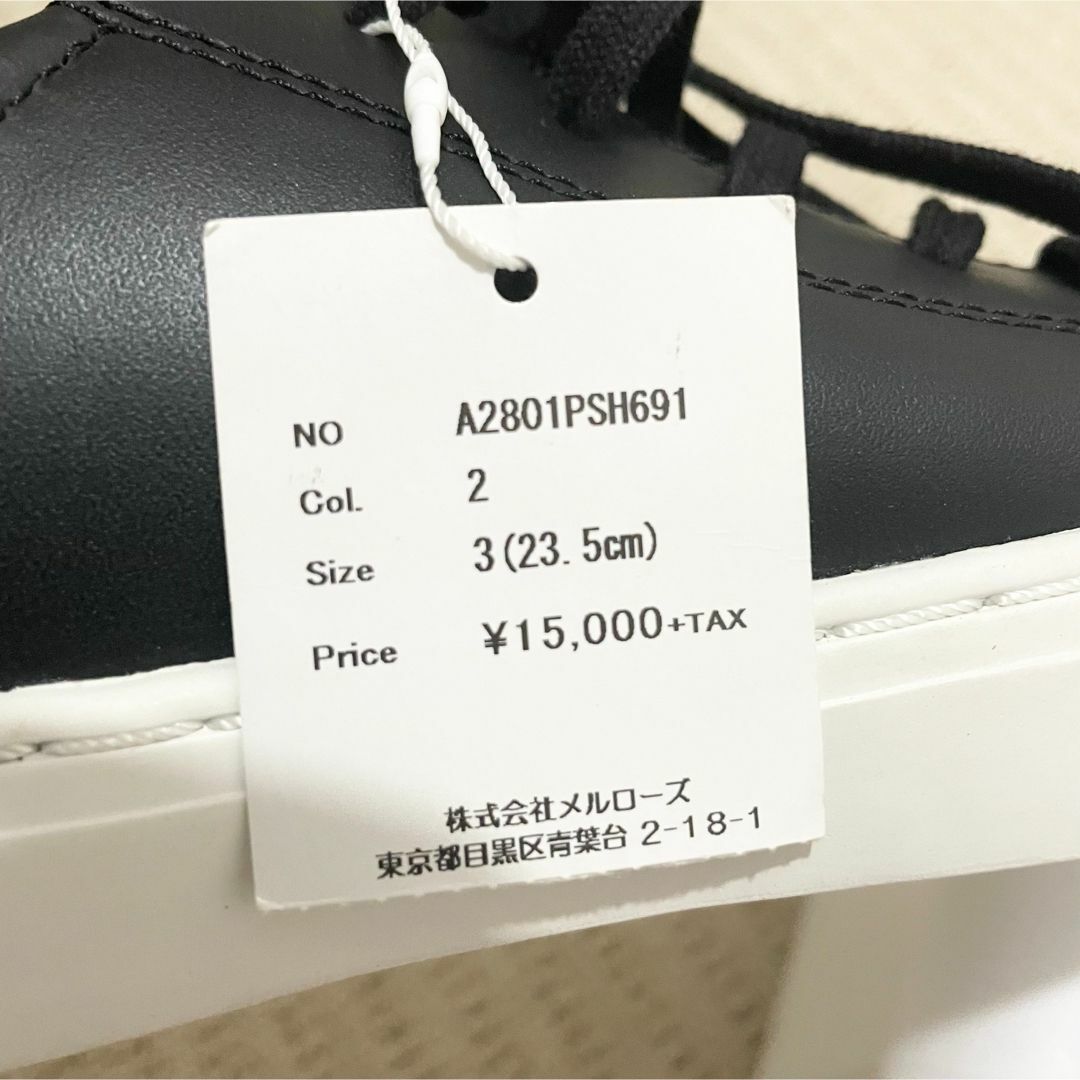 NO A2801PSH691
Col. 2
Size 3(23.5cm)
Price ¥15,000+TAX
株式会社メルローズ
東京都目黒区青葉台 2-18-1